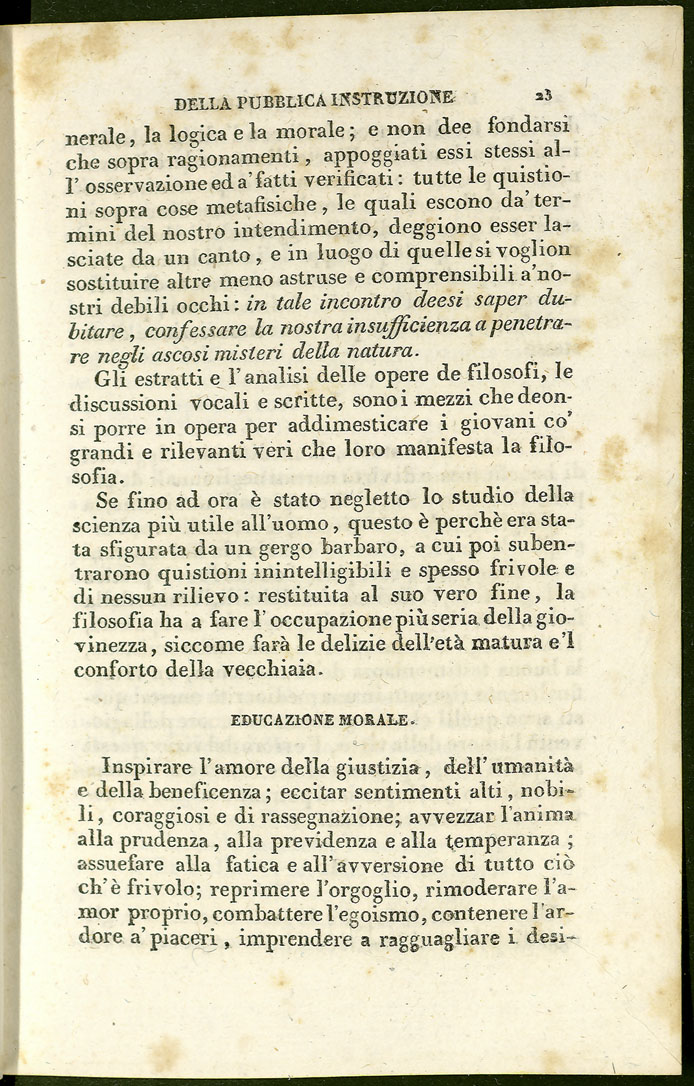 DELLA PUBBLICA INSTRUZIONE 23
nerale, la logica e la morale; e non dee fondarsi
che sopra ragionamenti, appoggiati essi stessi al-
l' osservazione ed a' fatti verificati: tutte le quistio-
ni sopra cose metafisiche, le quali escono da' ter-
mini del nostro intendimento, deggiono esser la-
sciate da un canto, e in luogo di quelle si voglion
sostituire altre meno astruse e comprensibili a' no-
stri debili occhi: in tale incontro deesi saper du-
bitare, confessare la nostra insufficienza a penetra-
re negli ascosi misteri della natura.
Gli estratti e l' analisi delle opere de filosofi, le
discussioni vocali e scritte, sono i mezzi che deon-
si porre in opera per addimesticare i giovani co'
grandi e rilevanti veri che loro manifesta la filo-
sofia.
Se fino ad ora è stato negletto lo studio della
scienza più utile all'uomo, questo è perchè era sta-
ta sfigurata da un gergo barbaro, a cui poi suben-
trarono quistioni inintelligibili e spesso frivole e
di nessun rilievo: restituita al suo vero fine, la
filosofia ha a fare l' occupazione più seria della gio-
vinezza, siccome farà le delizie dell'età matura e 'l
conforto della vecchiaia.
EDUCAZIONE MORALE.
Inspirare l'amore della giustizia, dell' umanità
e della beneficenza; eccitar sentimenti alti, nobi-
li, coraggiosi e di rassegnazione; avvezzar l'anima
alla prudenza, alla previdenza e alla temperanza;
assuefare alla fatica e all' avversione di tutto ciò
ch' è frivolo; reprimere l'orgoglio, rimoderare l'a-
mor proprio, combattere l'egoismo, contenere l'ar-
dore a' piaceri, imprendere a ragguagliare i desi-